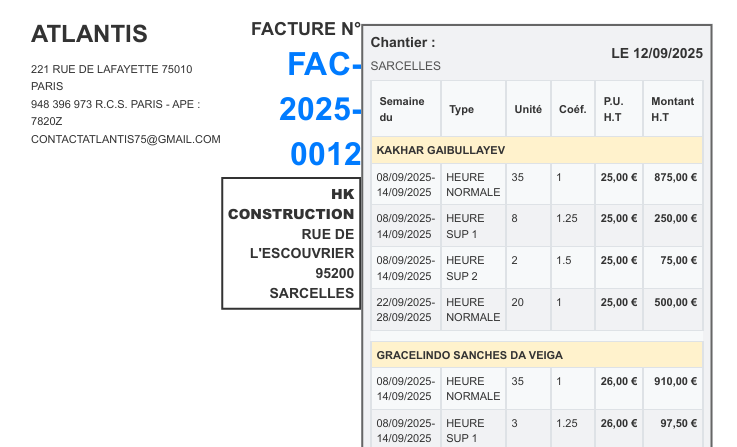 ATLANTIS
221 RUE DE LAFAYETTE 75010
PARIS
948 396 973 R.C.S. PARIS - APE :
7820Z
CONTACTATLANTIS75@GMAIL.COM
FACTURE N°
FAC-
2025-
0012
HK
CONSTRUCTION
RUE DE
L'ESCOUVRIER
95200
SARCELLES
Chantier :
SARCELLES
LE 12/09/2025
Semaine du Type Unité Coéf. P.U. H.T Montant H.T
KAKHAR GAIBULLAYEV
08/09/2025-14/09/2025 HEURE NORMALE 35 1 25,00 € 875,00 €
08/09/2025-14/09/2025 HEURE SUP 1 8 1.25 25,00 € 250,00 €
08/09/2025-14/09/2025 HEURE SUP 2 2 1.5 25,00 € 75,00 €
22/09/2025-28/09/2025 HEURE NORMALE 20 1 25,00 € 500,00 €
GRACELINDO SANCHES DA VEIGA
08/09/2025-14/09/2025 HEURE NORMALE 35 1 26,00 € 910,00 €
08/09/2025-14/09/2025 HEURE SUP 1 3 1.25 26,00 € 97,50 €